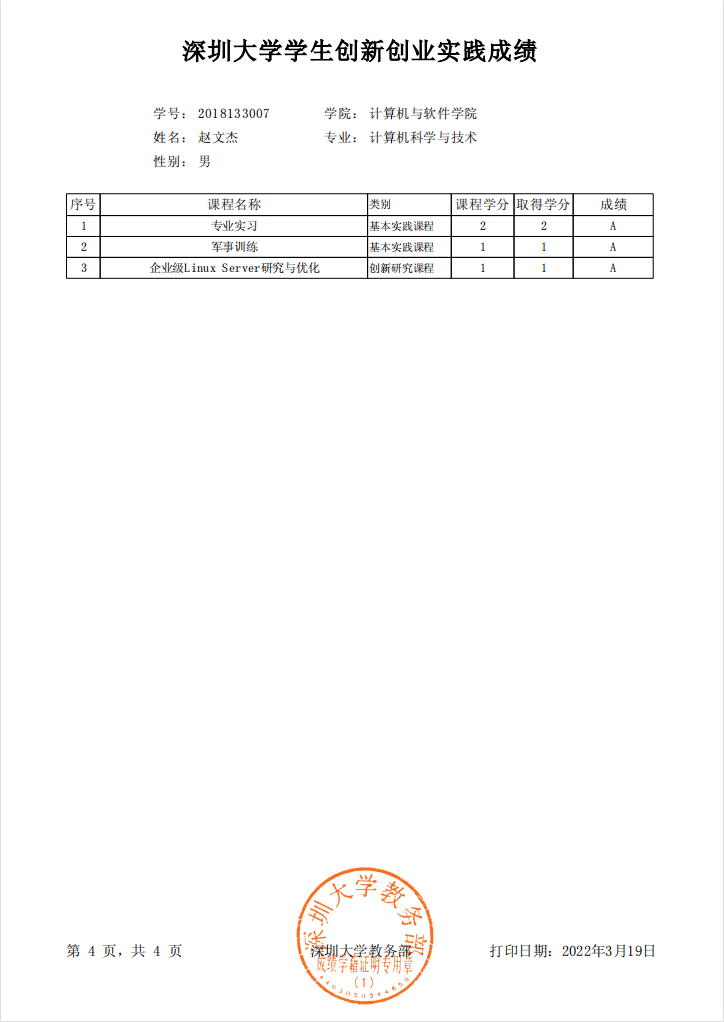 深圳大学学生创新创业实践成绩
学号: 2018133007 学院: 计算机与软件学院
姓名: 赵文杰 专业: 计算机科学与技术
性别: 男
序号 课程名称 类别 课程学分 取得学分 成绩
1 专业实习 基本实践课程 2 2 A
2 军事训练 基本实践课程 1 1 A
3 企业级Linux Server研究与优化 创新研究课程 1 1 A
深圳大学教务部
第 4 页,共 4 页 深圳大学教务部 打印日期: 2022年3月19日
成绩学籍证明专用章
(1)